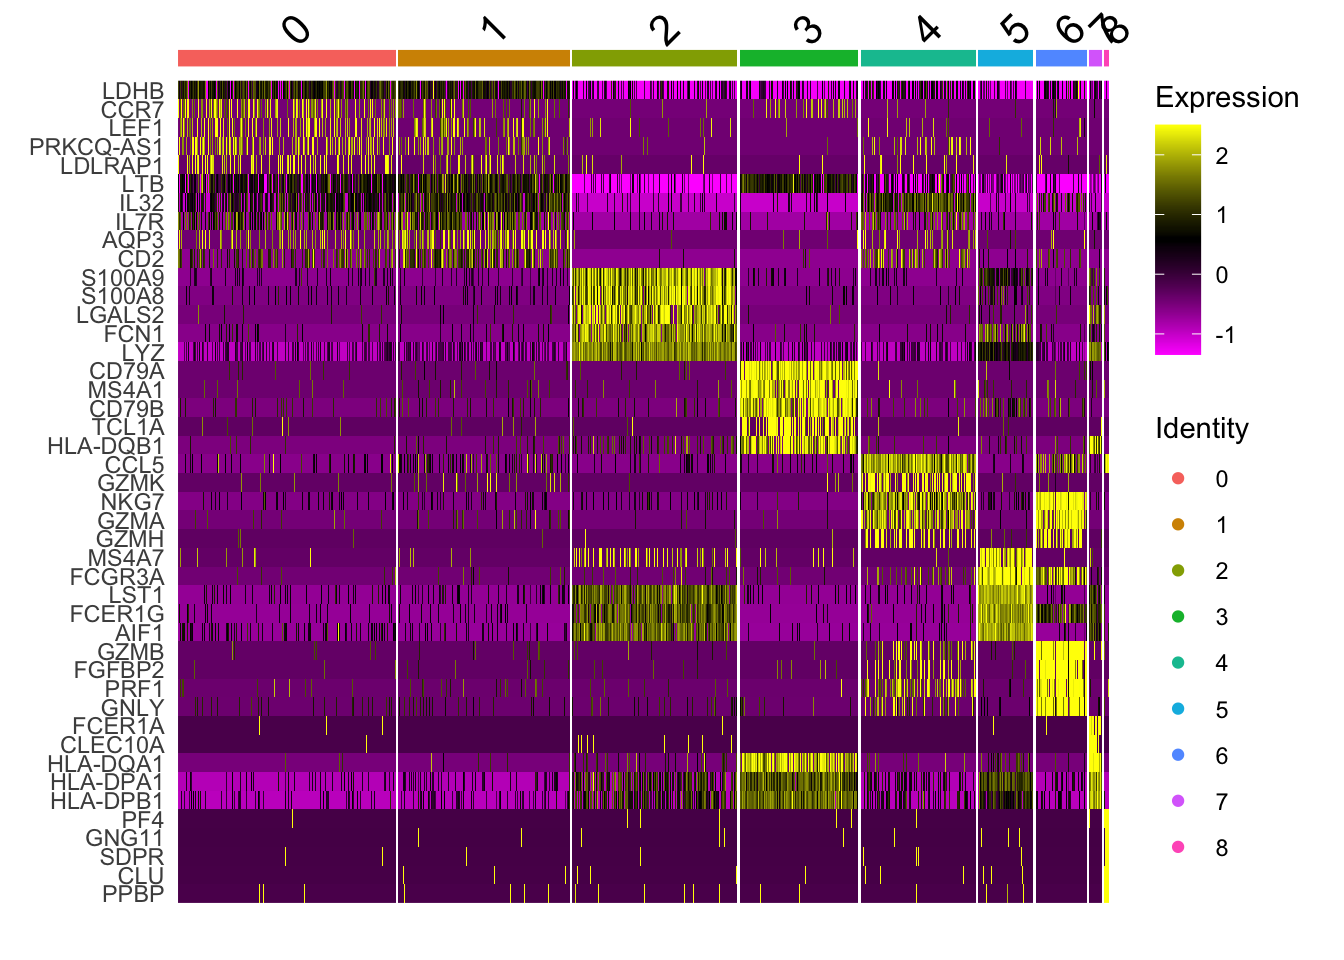 0 1 2 3 4 5 6 7 8
LDHB
CCR7
LEF1
PRKCQ-AS1
LDLRAP1
LTB
IL32
IL7R
AQP3
CD2
S100A9
S100A8
LGALS2
FCN1
LYZ
CD79A
MS4A1
CD79B
TCL1A
HLA-DQB1
CCL5
GZMK
NKG7
GZMA
GZMH
MS4A7
FCGR3A
LST1
FCER1G
AIF1
GZMB
FGFBP2
PRF1
GNLY
FCER1A
CLEC10A
HLA-DQA1
HLA-DPA1
HLA-DPB1
PF4
GNG11
SDPR
CLU
PPBP
Expression
2
1
0
-1
Identity
0
1
2
3
4
5
6
7
8